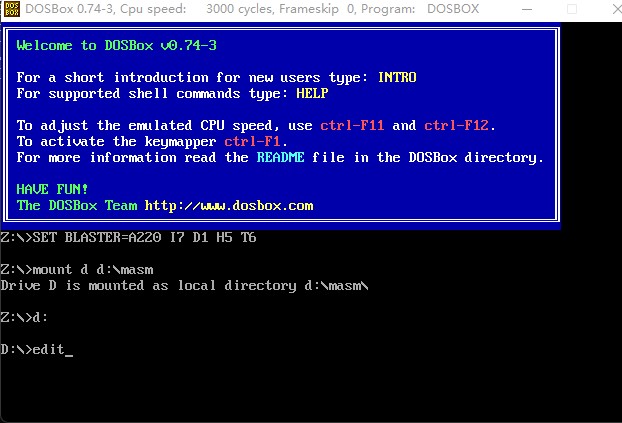 DOSBox 0.74-3, Cpu speed: 3000 cycles, Frameskip 0, Program: DOSBOX
Welcome to DOSBox v0.74-3
For a short introduction for new users type: INTRO
For supported shell commands type: HELP
To adjust the emulated CPU speed, use ctrl-F11 and ctrl-F12.
To activate the keymapper ctrl-F1.
For more information read the README file in the DOSBox directory.
HAVE FUN!
The DOSBox Team http://www.dosbox.com
Z:\>SET BLASTER=A220 I7 D1 H5 T6
Z:\>mount d d:\masm
Drive D is mounted as local directory d:\masm\
Z:\>d:
D:\>edit_